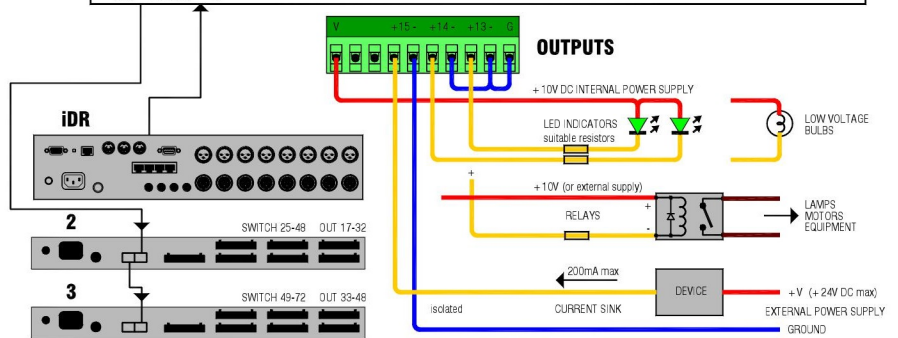 V +15- +14- +13- G
OUTPUTS
+ 10V DC INTERNAL POWER SUPPLY
iDR
LED INDICATORS
suitable resistors
LOW VOLTAGE
BULBS
+
+ 10V (or external supply)
+
-
RELAYS
LAMPS
MOTORS
EQUIPMENT
2
SWITCH 25-48 OUT 17-32
200mA max
DEVICE
+V (+24V DC max)
3
SWITCH 49-72 OUT 33-48
isolated
CURRENT SINK
EXTERNAL POWER SUPPLY
GROUND